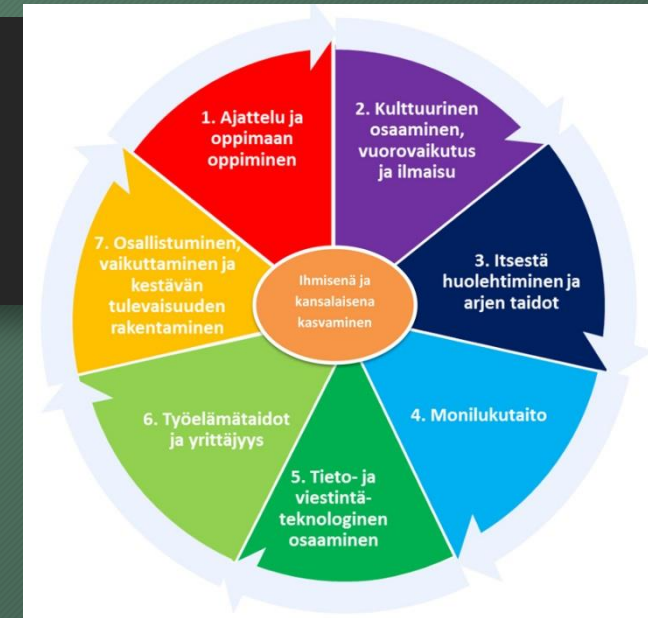 1. Ajattelu ja
oppimaan
oppiminen
2. Kulttuurinen
osaaminen,
vuorovaikutus
ja ilmaisu
3. Itsestä
huolehtiminen ja
arjen taidot
4. Monilukutaito
5. Tieto- ja
viestintä-
teknologinen
osaaminen
6. Työelämätaidot
ja yrittäjyys
7. Osallistuminen,
vaikuttaminen ja
kestävän
tulevaisuuden
rakentaminen
Ihmisenä ja
kansalaisena
kasvaminen